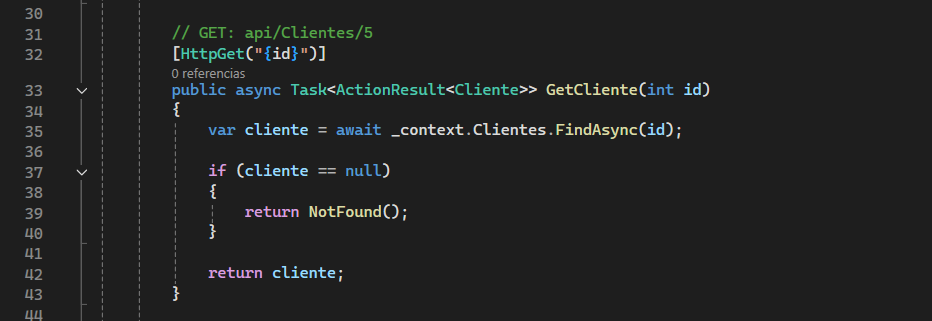 30
31 // GET: api/Clientes/5
32 [HttpGet("{id}")]
0 referencias
33 public async Task<ActionResult<Cliente>> GetCliente(int id)
34 {
35 var cliente = await _context.Clientes.FindAsync(id);
36
37 if (cliente == null)
38 {
39 return NotFound();
40 }
41
42 return cliente;
43 }
44